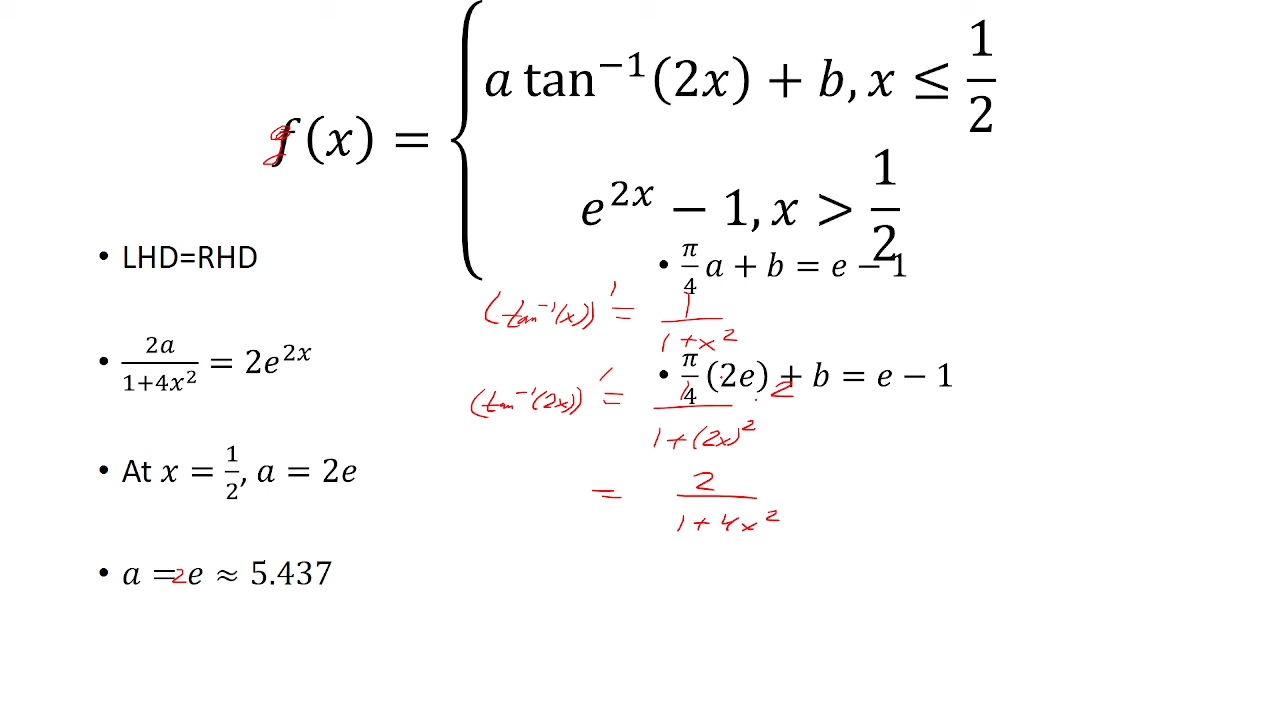 g f(x) = { a tan⁻¹(2x) + b, x ≤ 1/2
e^{2x} − 1, x > 1/2
• LHD=RHD
• 2a/(1+4x²) = 2e^{2x}
• At x = 1/2, a = 2e
• a = 2e ≈ 5.437
• π/4 a + b = e − 1
(tan⁻¹(x))′ = 1/(1+x²)
• π/4 (2e) + b = e − 1
(tan⁻¹(2x))′ = 1/(1+(2x)²) · 2
= 2/(1+4x²)